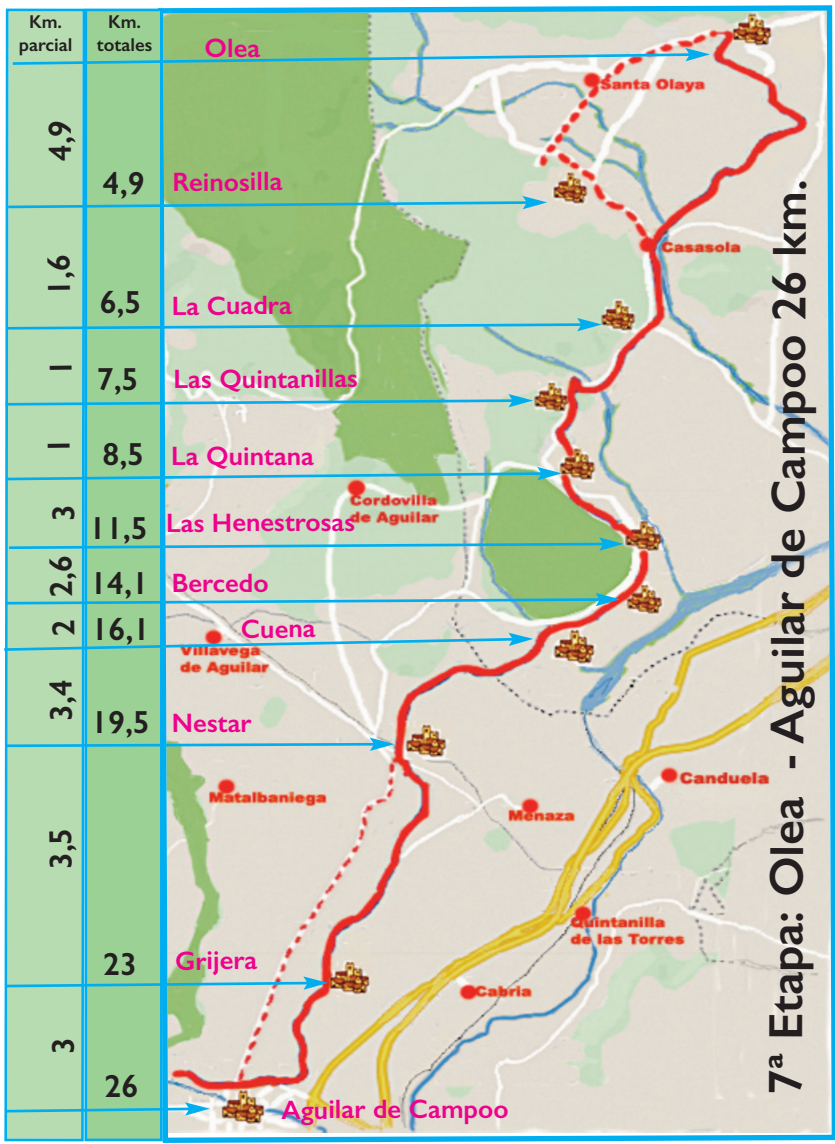 Km.
parcial
Km.
totales
Olea
4,9
4,9
Reinosilla
1,6
6,5
La Cuadra
1
7,5
Las Quintanillas
1
8,5
La Quintana
3
11,5
Las Henestrosas
2,6
14,1
Bercedo
2
16,1
Cuena
3,4
19,5
Nestar
3,5
23
Grijera
3
26
Aguilar de Campoo
Santa Olaya
Casasola
Cordovilla
de Aguilar
Villavega
de Aguilar
Matalbaniega
Menaza
Canduela
Quintanilla
de las Torres
Cabria
7ª Etapa: Olea - Aguilar de Campoo 26 km.